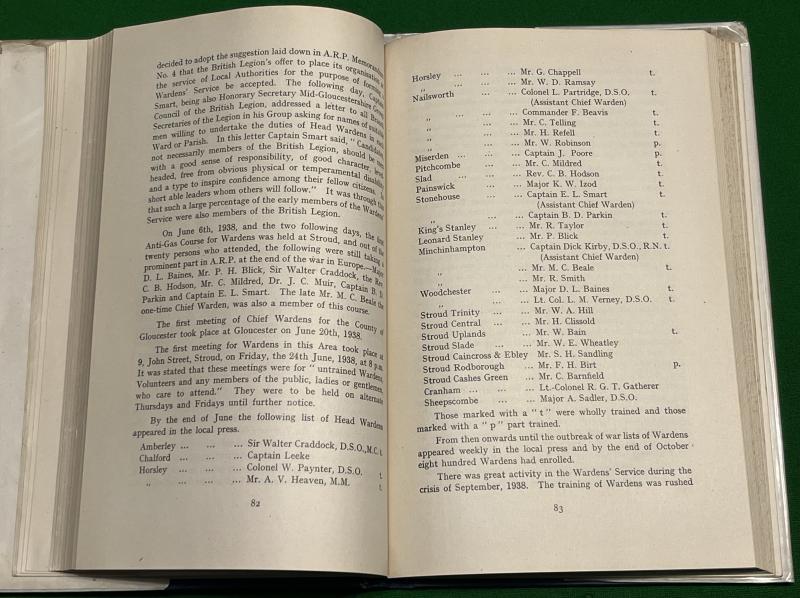 decided to adopt the suggestion laid down in A.R.P. Memorandum
No. 4 that the British Legion's offer to place its organisation at
the service of Local Authorities for the purpose of forming a
Wardens' Service be accepted. The following day, Captain
Smart, being also Honorary Secretary Mid-Gloucestershire
Council of the British Legion, addressed a letter to all
Secretaries of the Legion in his Group asking for names of suitable
men willing to undertake the duties of Head Wardens in each
Ward or Parish. In this letter Captain Smart said, "Candidates,
not necessarily members of the British Legion, should be men
with a good sense of responsibility, of good character, level
headed, free from obvious physical or temperamental disability
and a type to inspire confidence among their fellow citizens. In
short able leaders whom others will follow." It was through this
that such a large percentage of the early members of the Wardens'
Service were also members of the British Legion.
On June 6th, 1938, and the two following days, the first
Anti-Gas Course for Wardens was held at Stroud, and out of the
twenty persons who attended, the following were still taking a
prominent part in A.R.P. at the end of the war in Europe.—Major
D. L. Baines, Mr. P. H. Blick, Sir Walter Craddock, the Rev.
C. B. Hodson, Mr. C. Mildred, Dr. J. C. Muir, Captain B. D.
Parkin and Captain E. L. Smart. The late Mr. M. C. Beale the
one-time Chief Warden, was also a member of this course.
The first meeting of Chief Wardens for the County of
Gloucester took place at Gloucester on June 20th, 1938.
The first meeting for Wardens in this Area took place at
9, John Street, Stroud, on Friday, the 24th June, 1938, at 8 p.m.
It was stated that these meetings were for " untrained Wardens,
Volunteers and any members of the public, ladies or gentlemen,
who care to attend." They were to be held on alternate
Thursdays and Fridays until further notice.
By the end of June the following list of Head Wardens
appeared in the local press.
Amberley ... ... ... Sir Walter Craddock, D.S.O., M.C. t.
Chalford ... ... ... Captain Leeke
Horsley ... ... ... Colonel W. Paynter, D.S.O. t.
" ... ... ... Mr. A. V. Heaven, M.M. t.
82
Horsley ... ... ... Mr. G. Chappell t.
" ... ... ... Mr. W. D. Ramsay
Nailsworth ... ... Colonel L. Partridge, D.S.O. t.
(Assistant Chief Warden)
" ... ... ... Commander F. Beavis t.
" ... ... ... Mr. C. Telling t.
" ... ... ... Mr. H. Refell t.
" ... ... ... Mr. W. Robinson p.
Miserden ... ... ... Captain J. Poore p.
Pitchcombe ... ... Mr. C. Mildred t.
Slad ... ... ... Rev. C. B. Hodson t.
Painswick ... ... Major K. W. Izod t.
Stonehouse ... ... Captain E. L. Smart t.
(Assistant Chief Warden)
" ... ... Captain B. D. Parkin t.
King's Stanley ... ... Mr. R. Taylor t.
Leonard Stanley ... Mr. P. Blick t.
Minchinhampton ... Captain Dick Kirby, D.S.O., R.N. t.
(Assistant Chief Warden)
" ... ... Mr. M. C. Beale t.
" ... ... Mr. R. Smith
Woodchester ... ... Major D. L. Baines t.
" ... ... Lt. Col. L. M. Verney, D.S.O. t.
Stroud Trinity ... ... Mr. W. A. Hill
Stroud Central ... ... Mr. H. Clissold
Stroud Uplands ... Mr. W. Bain t.
Stroud Slade ... ... Mr. W. E. Wheatley
Stroud Caincross & Ebley Mr. S. H. Sandling
Stroud Rodborough ... Mr. F. H. Birt p.
Stroud Cashes Green ... Mr. C. Barnfield
Cranham ... ... ... Lt.-Colonel R. G. T. Gatherer
Sheepscombe ... ... Major A. Sadler, D.S.O.
Those marked with a " t " were wholly trained and those
marked with a " p " part trained.
From then onwards until the outbreak of war lists of Wardens
appeared weekly in the local press and by the end of October
eight hundred Wardens had enrolled.
There was great activity in the Wardens' Service during the
crisis of September, 1938. The training of Wardens was rushed
83